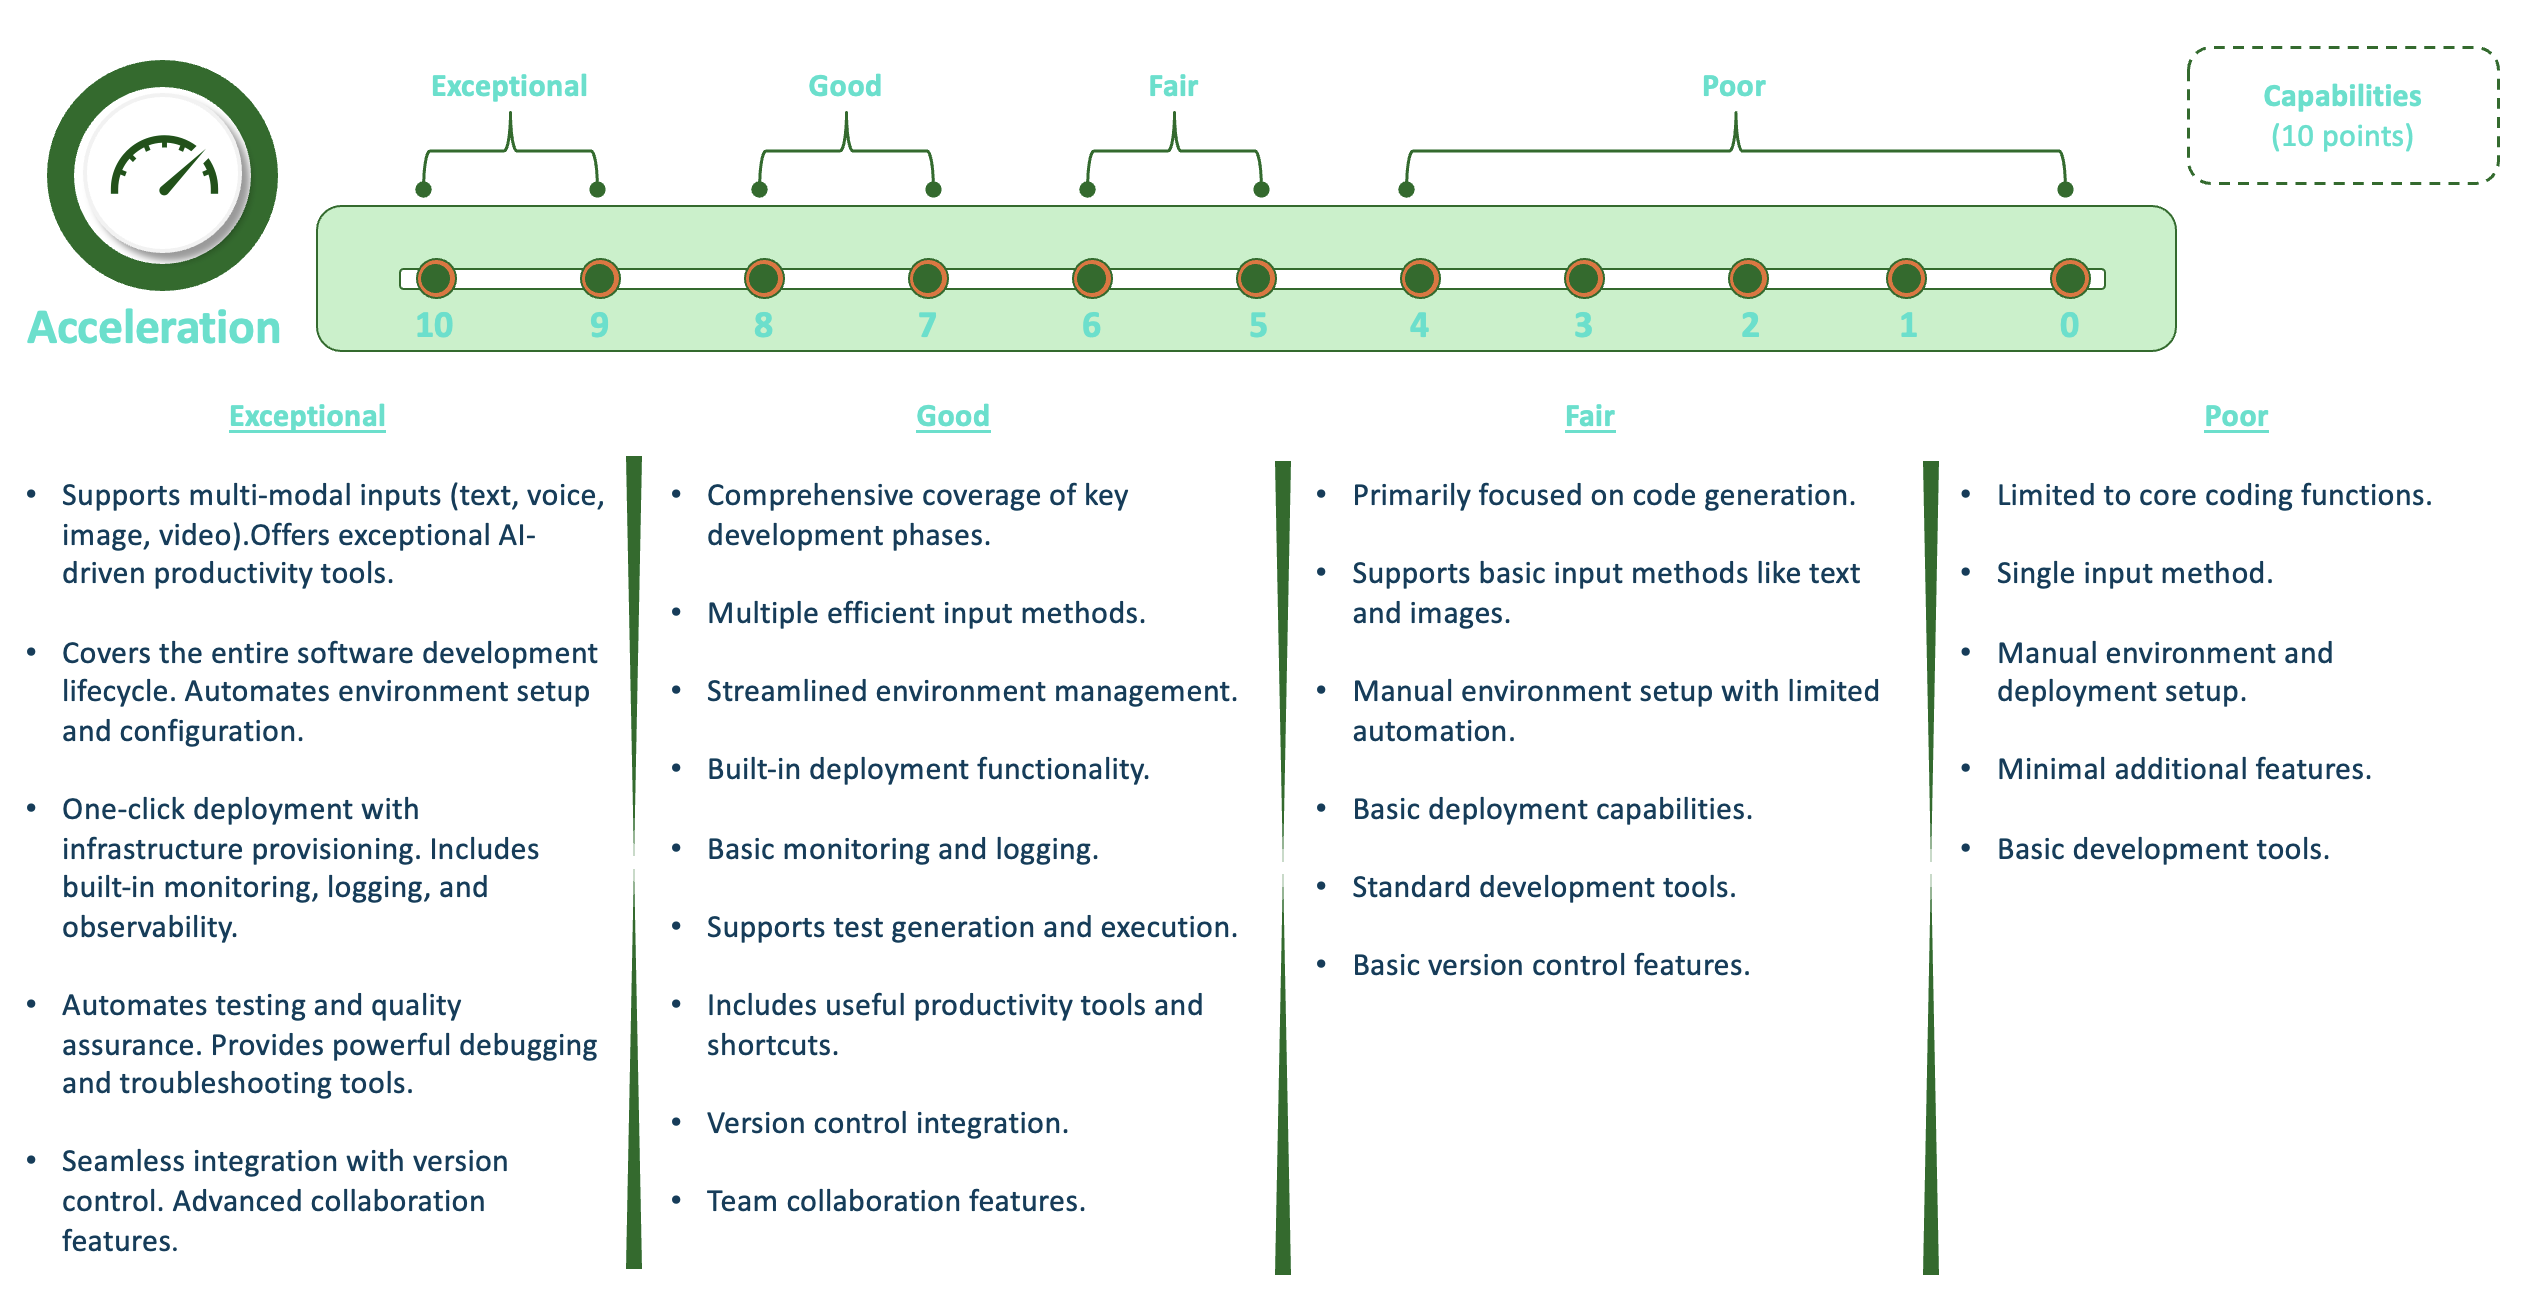 Exceptional
Good
Fair
Poor
Capabilities
(10 points)
Acceleration
10
9
8
7
6
5
4
3
2
1
0
Exceptional
• Supports multi-modal inputs (text, voice,
image, video).Offers exceptional AI-
driven productivity tools.
• Covers the entire software development
lifecycle. Automates environment setup
and configuration.
• One-click deployment with
infrastructure provisioning. Includes
built-in monitoring, logging, and
observability.
• Automates testing and quality
assurance. Provides powerful debugging
and troubleshooting tools.
• Seamless integration with version
control. Advanced collaboration
features.
Good
• Comprehensive coverage of key
development phases.
• Multiple efficient input methods.
• Streamlined environment management.
• Built-in deployment functionality.
• Basic monitoring and logging.
• Supports test generation and execution.
• Includes useful productivity tools and
shortcuts.
• Version control integration.
• Team collaboration features.
Fair
• Primarily focused on code generation.
• Supports basic input methods like text
and images.
• Manual environment setup with limited
automation.
• Basic deployment capabilities.
• Standard development tools.
• Basic version control features.
Poor
• Limited to core coding functions.
• Single input method.
• Manual environment and
deployment setup.
• Minimal additional features.
• Basic development tools.